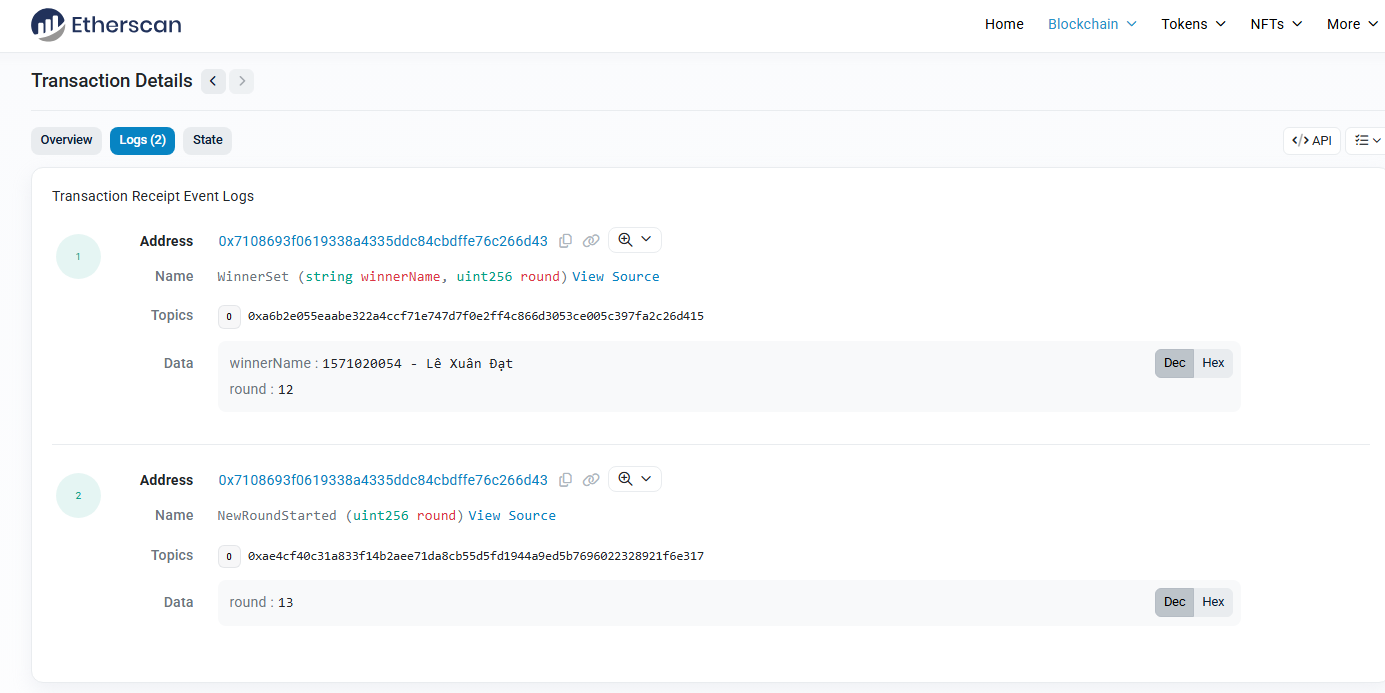 Etherscan
Home Blockchain Tokens NFTs More
Transaction Details
Overview Logs (2) State
</> API
Transaction Receipt Event Logs
1
Address 0x7108693f0619338a4335ddc84cbdffe76c266d43
Name WinnerSet (string winnerName, uint256 round) View Source
Topics 0 0xa6b2e055eaabe322a4ccf71e747d7f0e2ff4c866d3053ce005c397fa2c26d415
Data winnerName : 1571020054 - Lê Xuân Đạt Dec Hex
round : 12
2
Address 0x7108693f0619338a4335ddc84cbdffe76c266d43
Name NewRoundStarted (uint256 round) View Source
Topics 0 0xae4cf40c31a833f14b2aee71da8cb55d5fd1944a9ed5b7696022328921f6e317
Data round : 13 Dec Hex